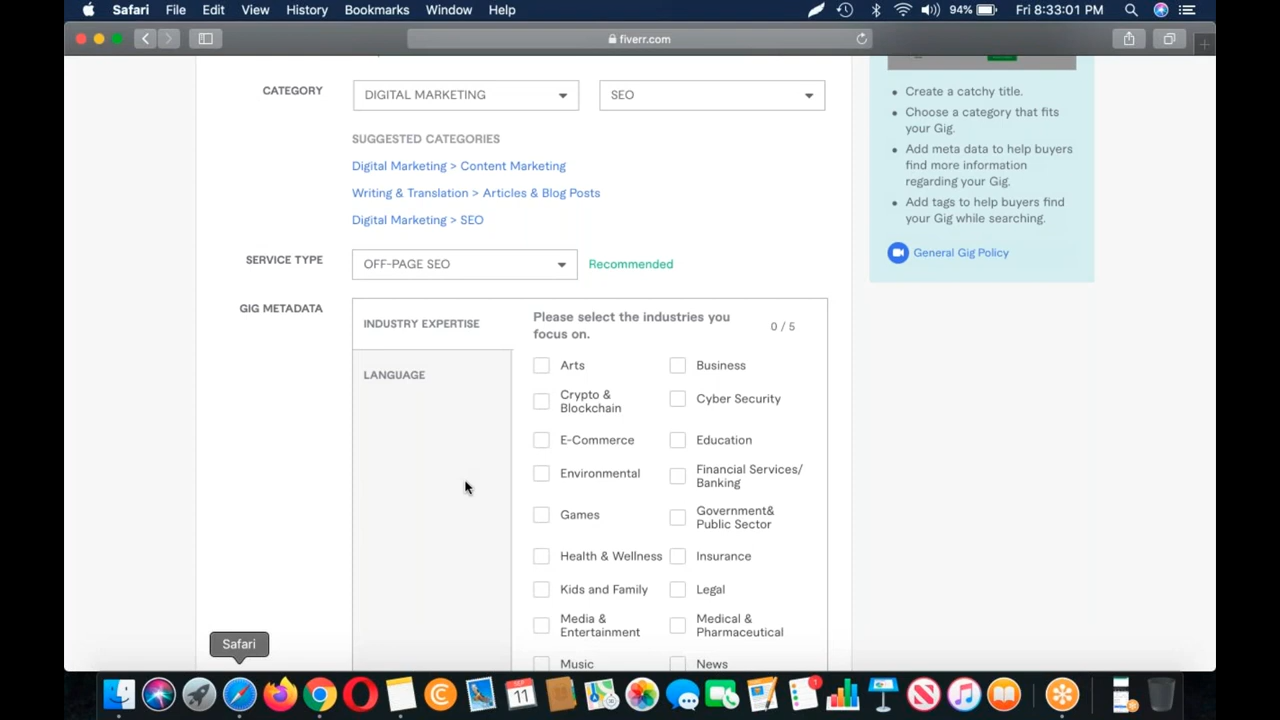 Safari File Edit View History Bookmarks Window Help 94% Fri 8:33:01 PM
fiverr.com
CATEGORY
DIGITAL MARKETING
SEO
SUGGESTED CATEGORIES
Digital Marketing > Content Marketing
Writing & Translation > Articles & Blog Posts
Digital Marketing > SEO
SERVICE TYPE
OFF-PAGE SEO
Recommended
GIG METADATA
INDUSTRY EXPERTISE
LANGUAGE
Please select the industries you
focus on.
0 / 5
Arts
Business
Crypto &
Blockchain
Cyber Security
E-Commerce
Education
Environmental
Financial Services/
Banking
Games
Government&
Public Sector
Health & Wellness
Insurance
Kids and Family
Legal
Media &
Entertainment
Medical &
Pharmaceutical
Music
News
Create a catchy title.
Choose a category that fits
your Gig.
Add meta data to help buyers
find more information
regarding your Gig.
Add tags to help buyers find
your Gig while searching.
General Gig Policy
Safari
11
1